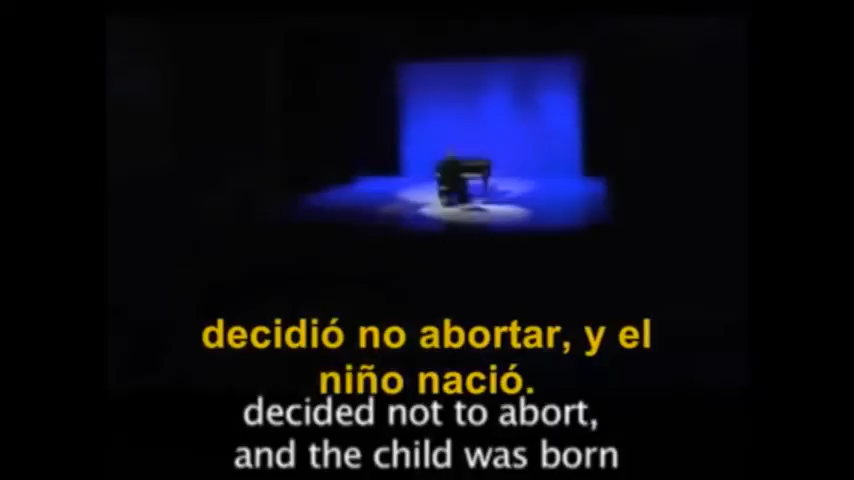 decidió no abortar, y el
niño nació.
decided not to abort,
and the child was born